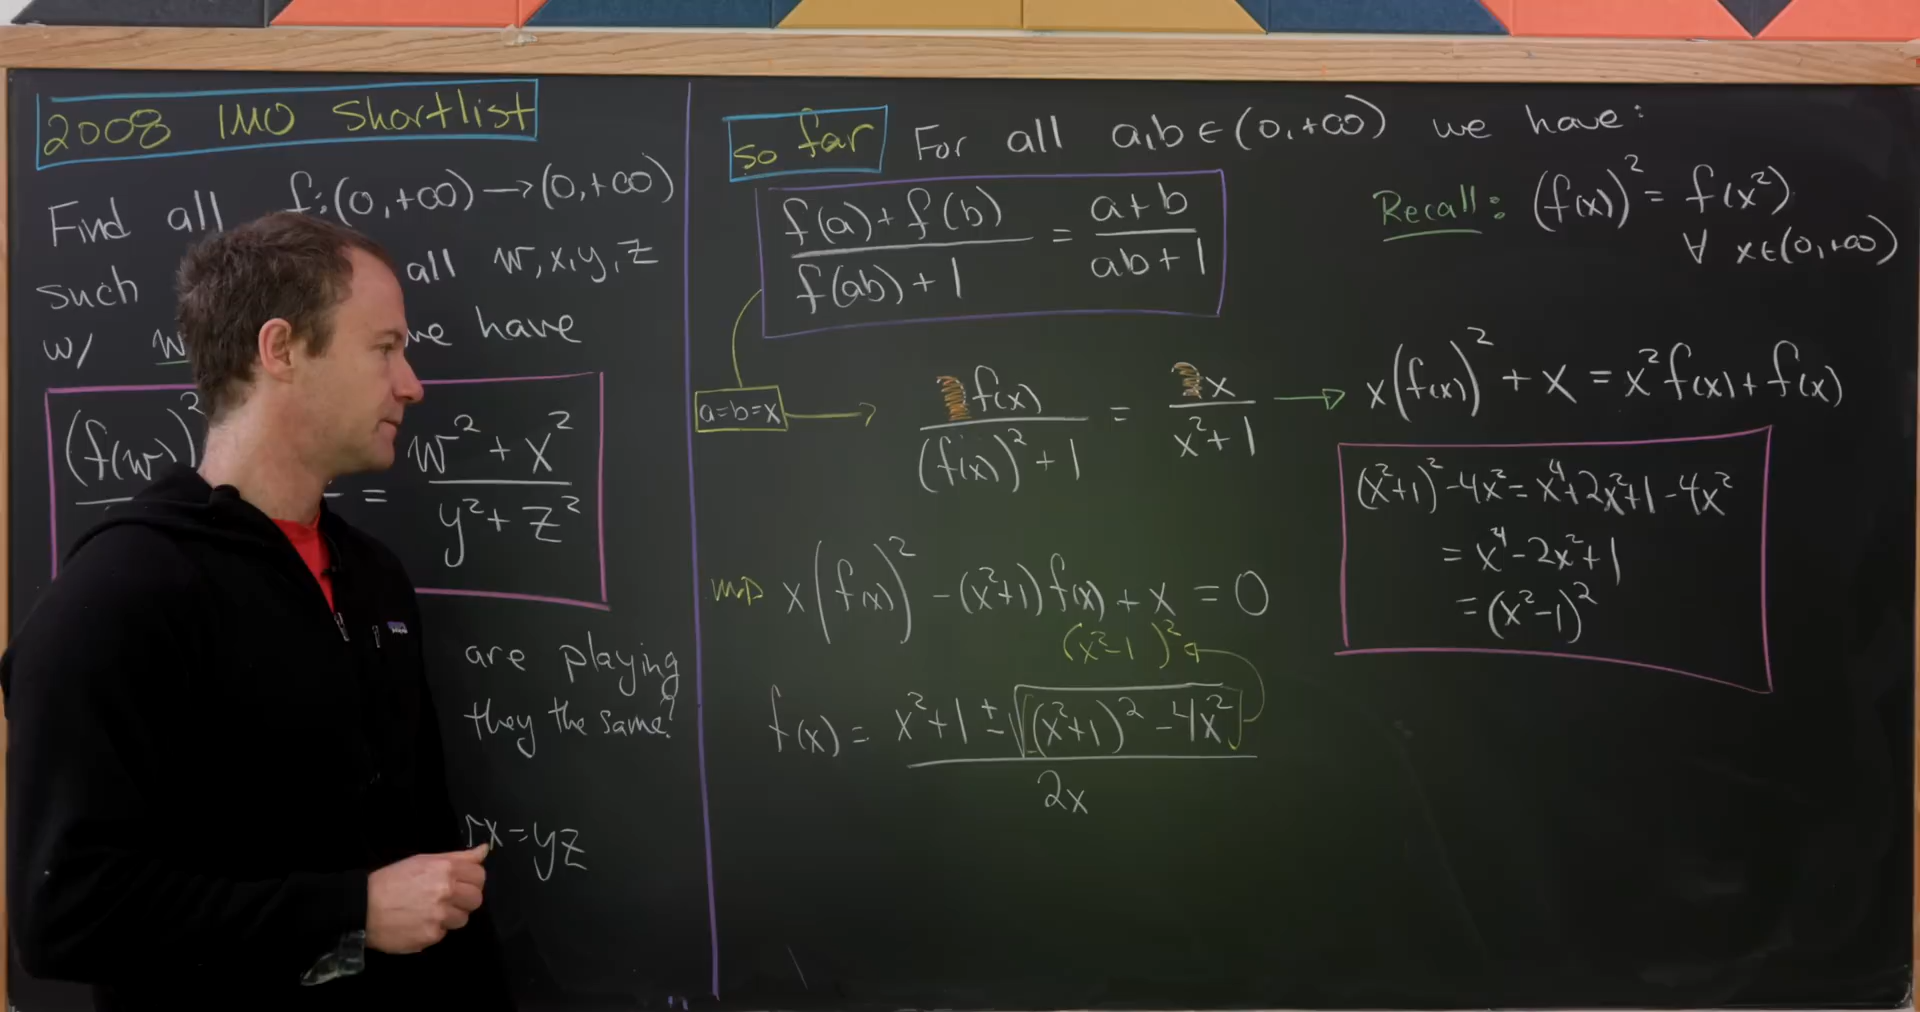 2008 IMO Shortlist
Find all f:(0,+∞)→(0,+∞)
such all w,x,y,z
w/ w we have
(f(w))² = w²+x² / y²+z²
are playing
they the same?
x=yz
so far For all a,b∈(0,+∞) we have:
f(a)+f(b) / f(ab)+1 = a+b / ab+1
Recall: (f(x))² = f(x²)
∀ x∈(0,+∞)
a=b=x → f(x) / (f(x))²+1 = x / x²+1 → x(f(x))²+x = x²f(x)+f(x)
(x²+1)²-4x² = x⁴+2x²+1-4x²
= x⁴-2x²+1
= (x²-1)²
x(f(x))² - (x²+1)f(x) + x = 0
(x²-1)²
f(x) = x²+1 ± √(x²+1)²-4x² / 2x